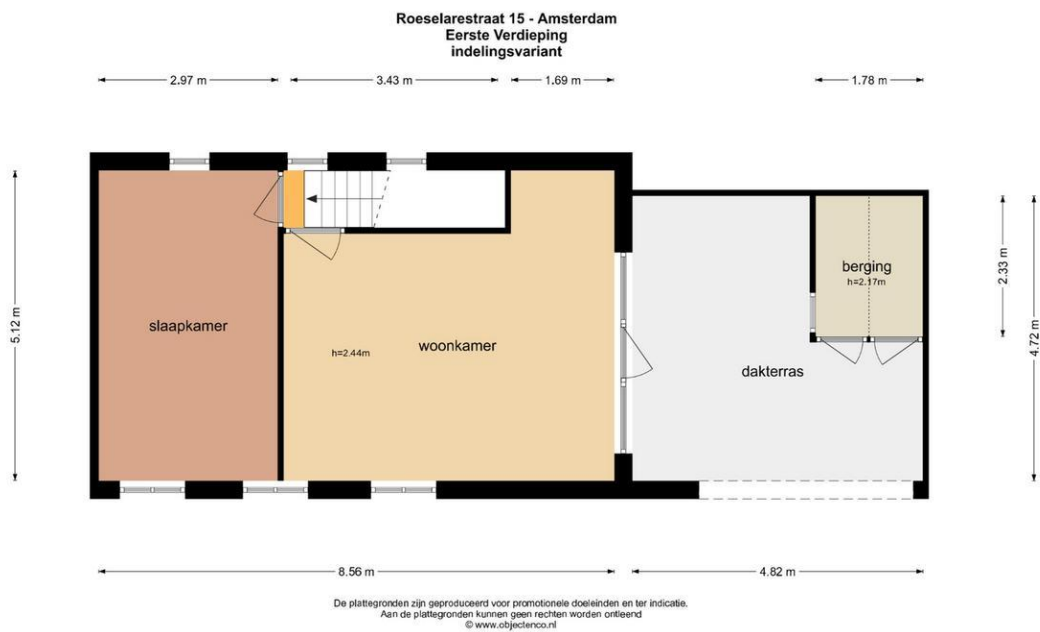 Roeselarestraat 15 - Amsterdam
Eerste Verdieping
indelingsvariant
2.97 m
3.43 m
1.69 m
1.78 m
5.12 m
slaapkamer
h=2.44m
woonkamer
berging
h=2.17m
dakterras
2.33 m
4.72 m
8.56 m
4.82 m
De plattegronden zijn geproduceerd voor promotionele doeleinden en ter indicatie.
Aan de plattegronden kunnen geen rechten worden ontleend
© www.objectenco.nl